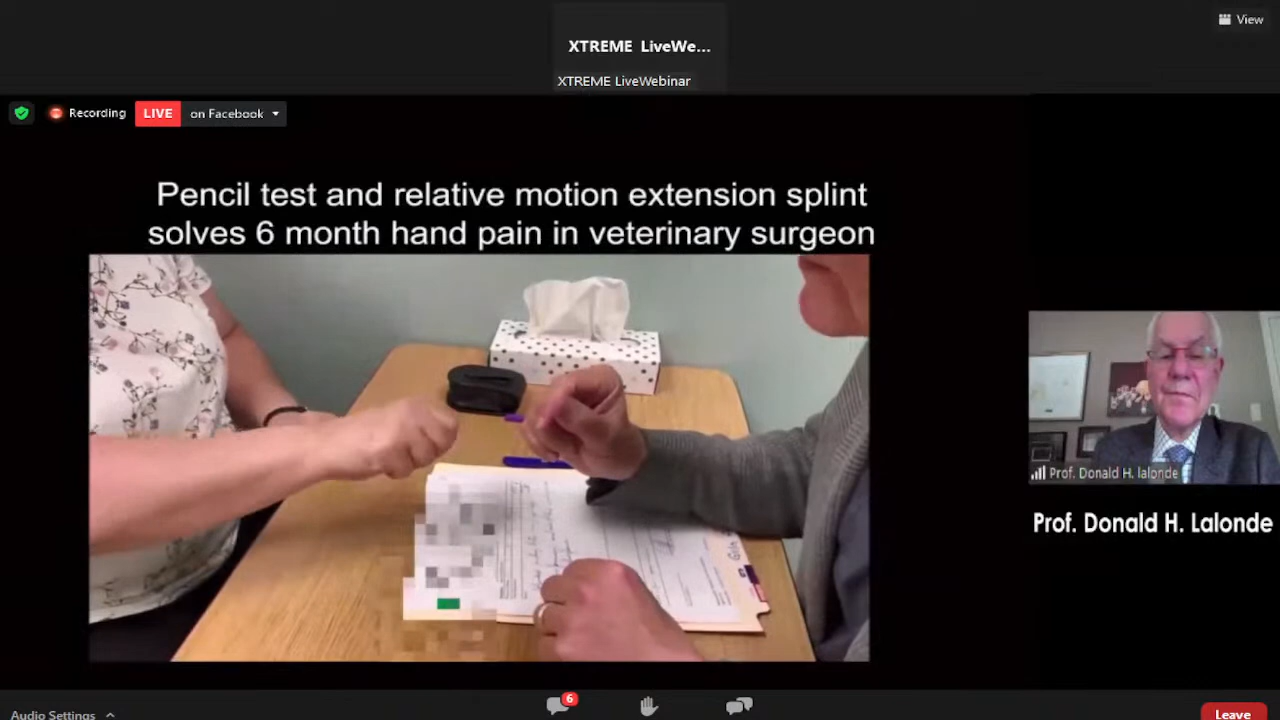 View
XTREME LiveWe...
XTREME LiveWebinar
Recording
LIVE
on Facebook
Pencil test and relative motion extension splint
solves 6 month hand pain in veterinary surgeon
Prof. Donald H. lalonde
Prof. Donald H. Lalonde
6
Audio Settings
Leave